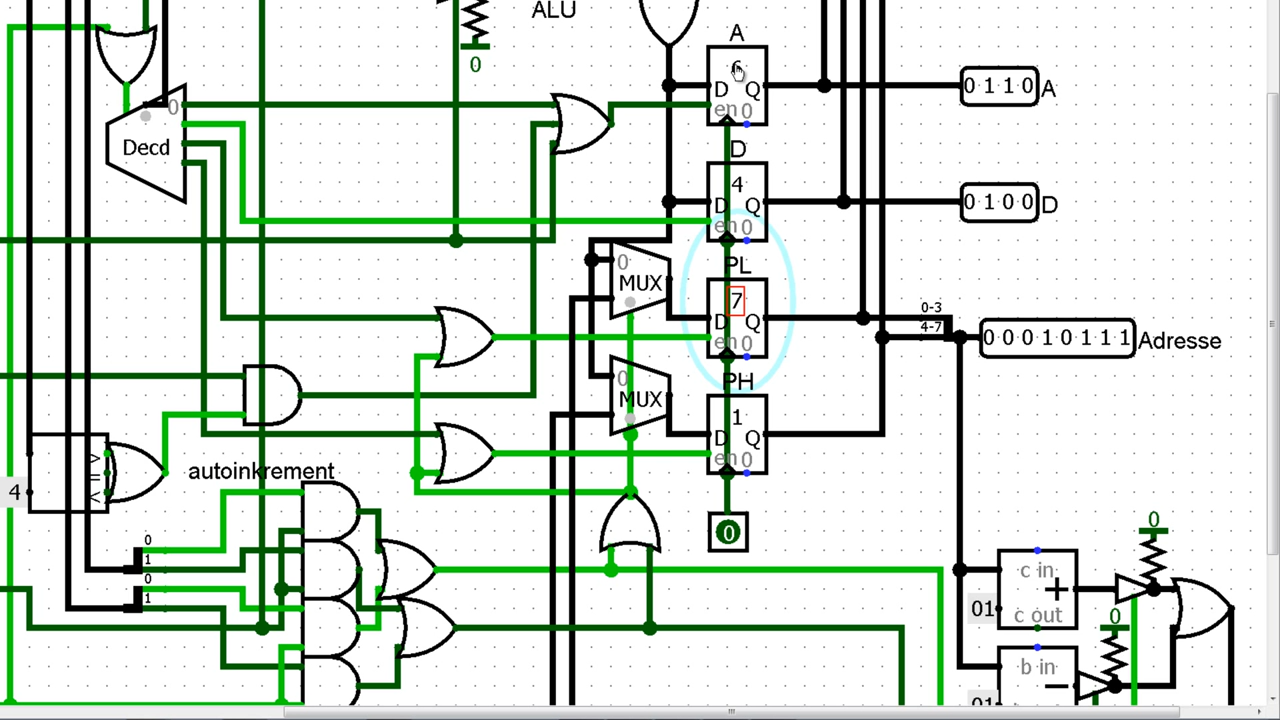 ALU
0
A
6
D Q
en 0
0 1 1 0 A
0
Decd
D
4
D Q
en 0
0 1 0 0 D
0
MUX
PL
7
D Q
en 0
0-3
4-7
0 0 0 1 0 1 1 1 Adresse
0
MUX
PH
1
D Q
en 0
autoinkrement
4
< = >
0
0
1
0
1
0
c in
+
01
c out
0
b in
−
01